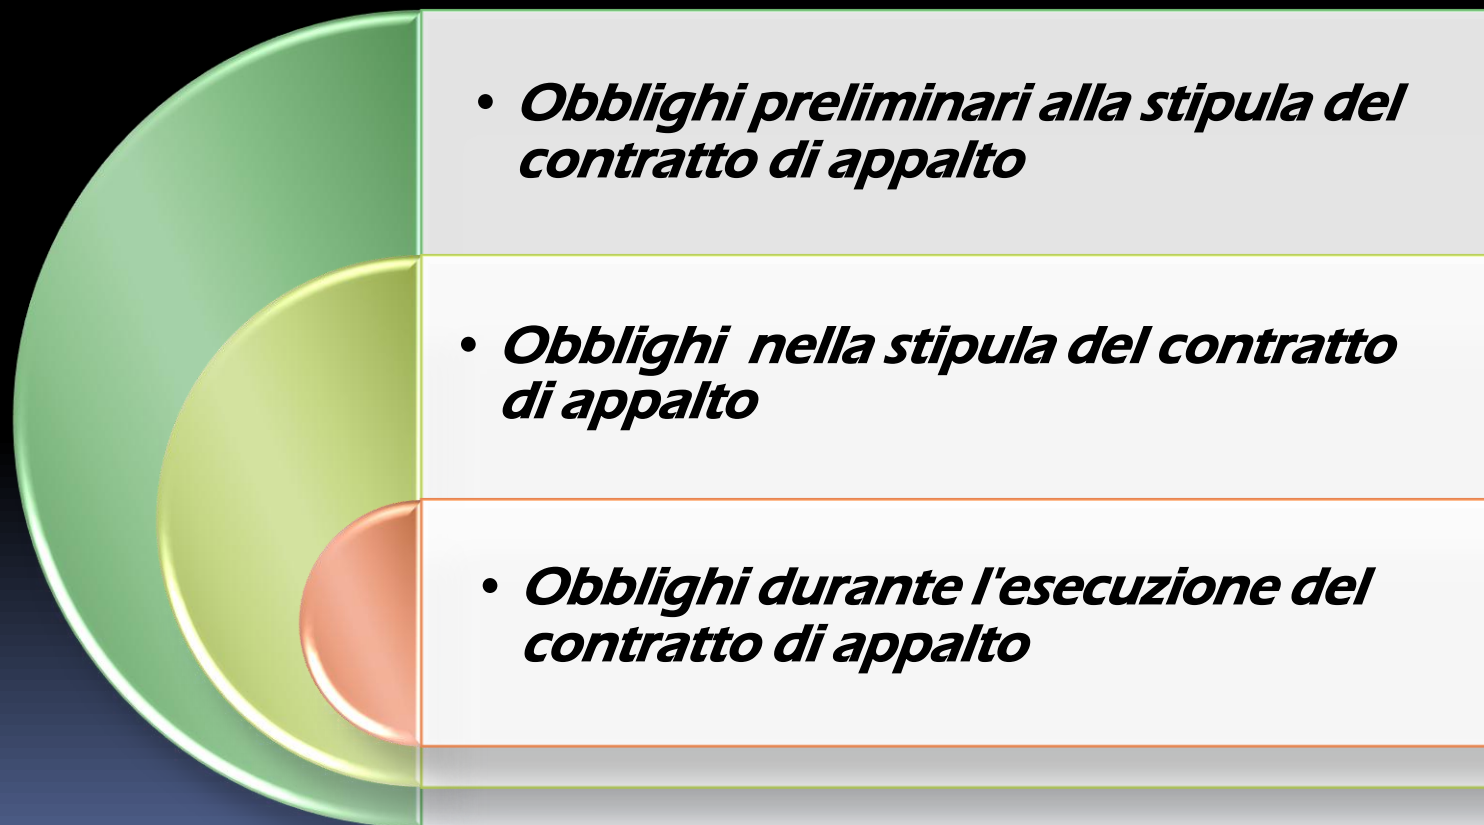 • Obblighi preliminari alla stipula del
contratto di appalto
• Obblighi nella stipula del contratto
di appalto
• Obblighi durante l'esecuzione del
contratto di appalto